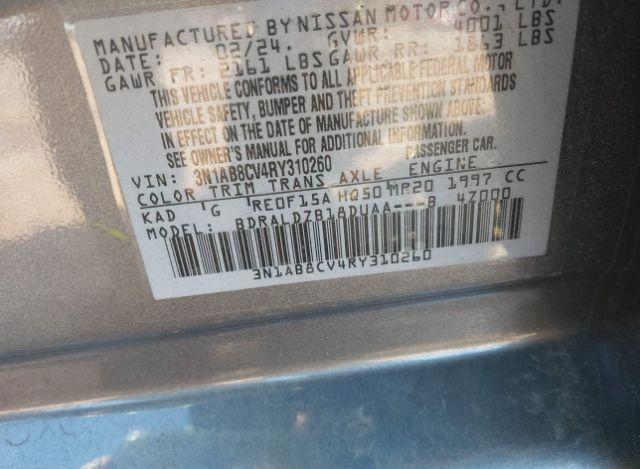 MANUFACTURED BY NISSAN MOTOR CO., LTD.
DATE: 02/24. GVWR: 4001 LBS
GAWR FR: 2161 LBS GAWR RR: 1863 LBS
THIS VEHICLE CONFORMS TO ALL APPLICABLE FEDERAL MOTOR
VEHICLE SAFETY, BUMPER AND THEFT PREVENTION STANDARDS
IN EFFECT ON THE DATE OF MANUFACTURE SHOWN ABOVE:
SEE OWNER'S MANUAL FOR ADDITIONAL INFORMATION.
PASSENGER CAR.
VIN: 3N1AB8CV4RY310260
COLOR TRIM TRANS AXLE ENGINE
KAD G RE0F15A HQ50 MR20 1997 CC
MODEL: BDRALDZB18DUAA---B 47000
3N1AB8CV4RY310260